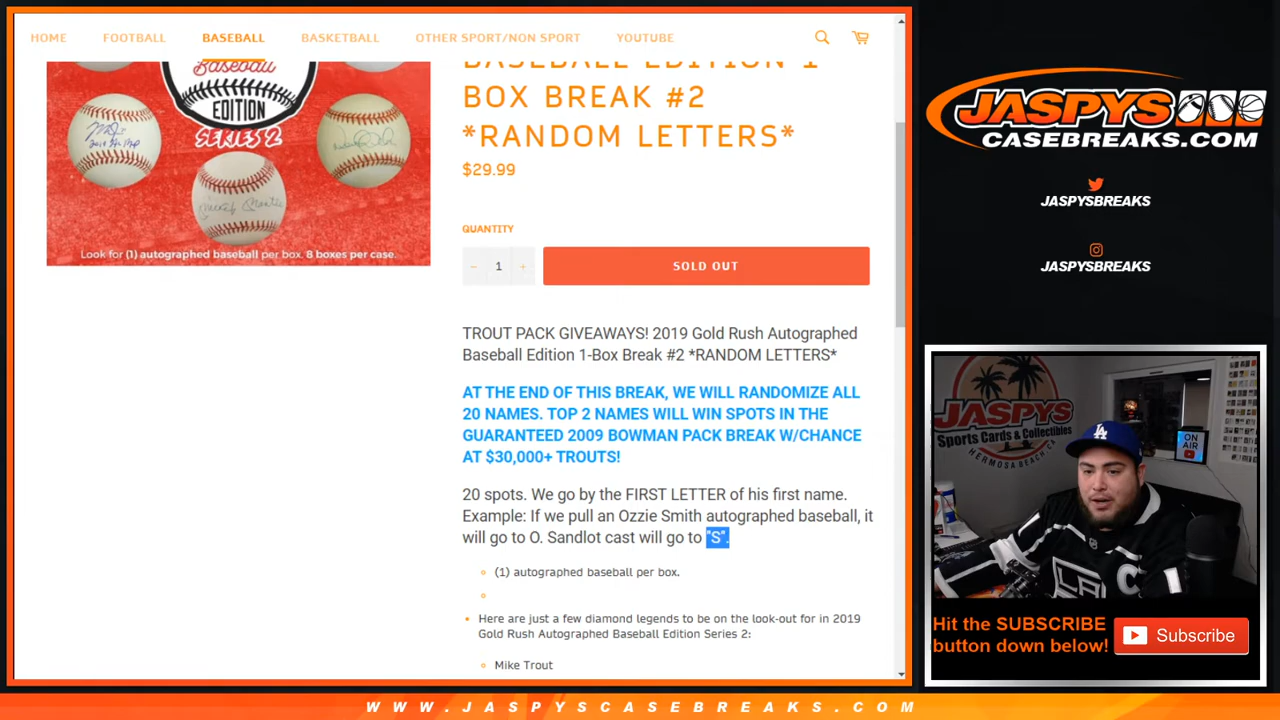 HOME FOOTBALL BASEBALL BASKETBALL OTHER SPORT/NON SPORT YOUTUBE
Baseball
EDITION
SERIES 2
Look for (1) autographed baseball per box. 8 boxes per case.
BASEBALL EDITION 1
BOX BREAK #2
*RANDOM LETTERS*
$29.99
QUANTITY
− 1 +
SOLD OUT
TROUT PACK GIVEAWAYS! 2019 Gold Rush Autographed
Baseball Edition 1-Box Break #2 *RANDOM LETTERS*
AT THE END OF THIS BREAK, WE WILL RANDOMIZE ALL
20 NAMES. TOP 2 NAMES WILL WIN SPOTS IN THE
GUARANTEED 2009 BOWMAN PACK BREAK W/CHANCE
AT $30,000+ TROUTS!
20 spots. We go by the FIRST LETTER of his first name.
Example: If we pull an Ozzie Smith autographed baseball, it
will go to O. Sandlot cast will go to "S".
(1) autographed baseball per box.
Here are just a few diamond legends to be on the look-out for in 2019
Gold Rush Autographed Baseball Edition Series 2:
Mike Trout
JASPYS
CASEBREAKS.COM
JASPYSBREAKS
JASPYSBREAKS
JASPYS
Sports Cards & Collectibles
HERMOSA BEACH, CA
ON
AIR
LA
LA
C
1
Hit the SUBSCRIBE
button down below!
Subscribe
WWW.JASPYSCASEBREAKS.COM